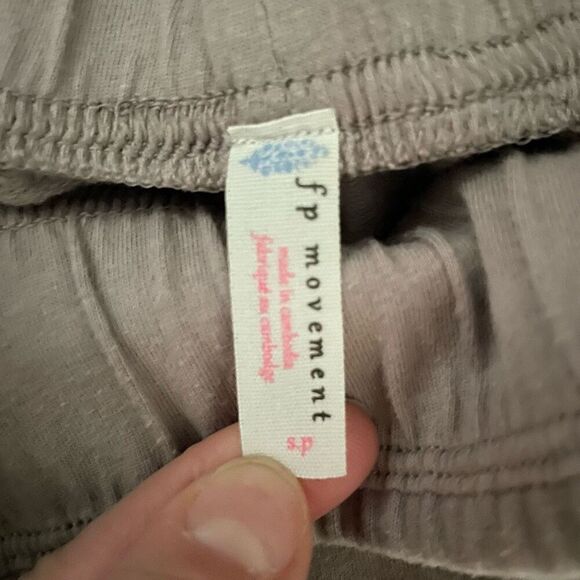 fp movement
made in cambodia
fabriqué au cambodge
s.p